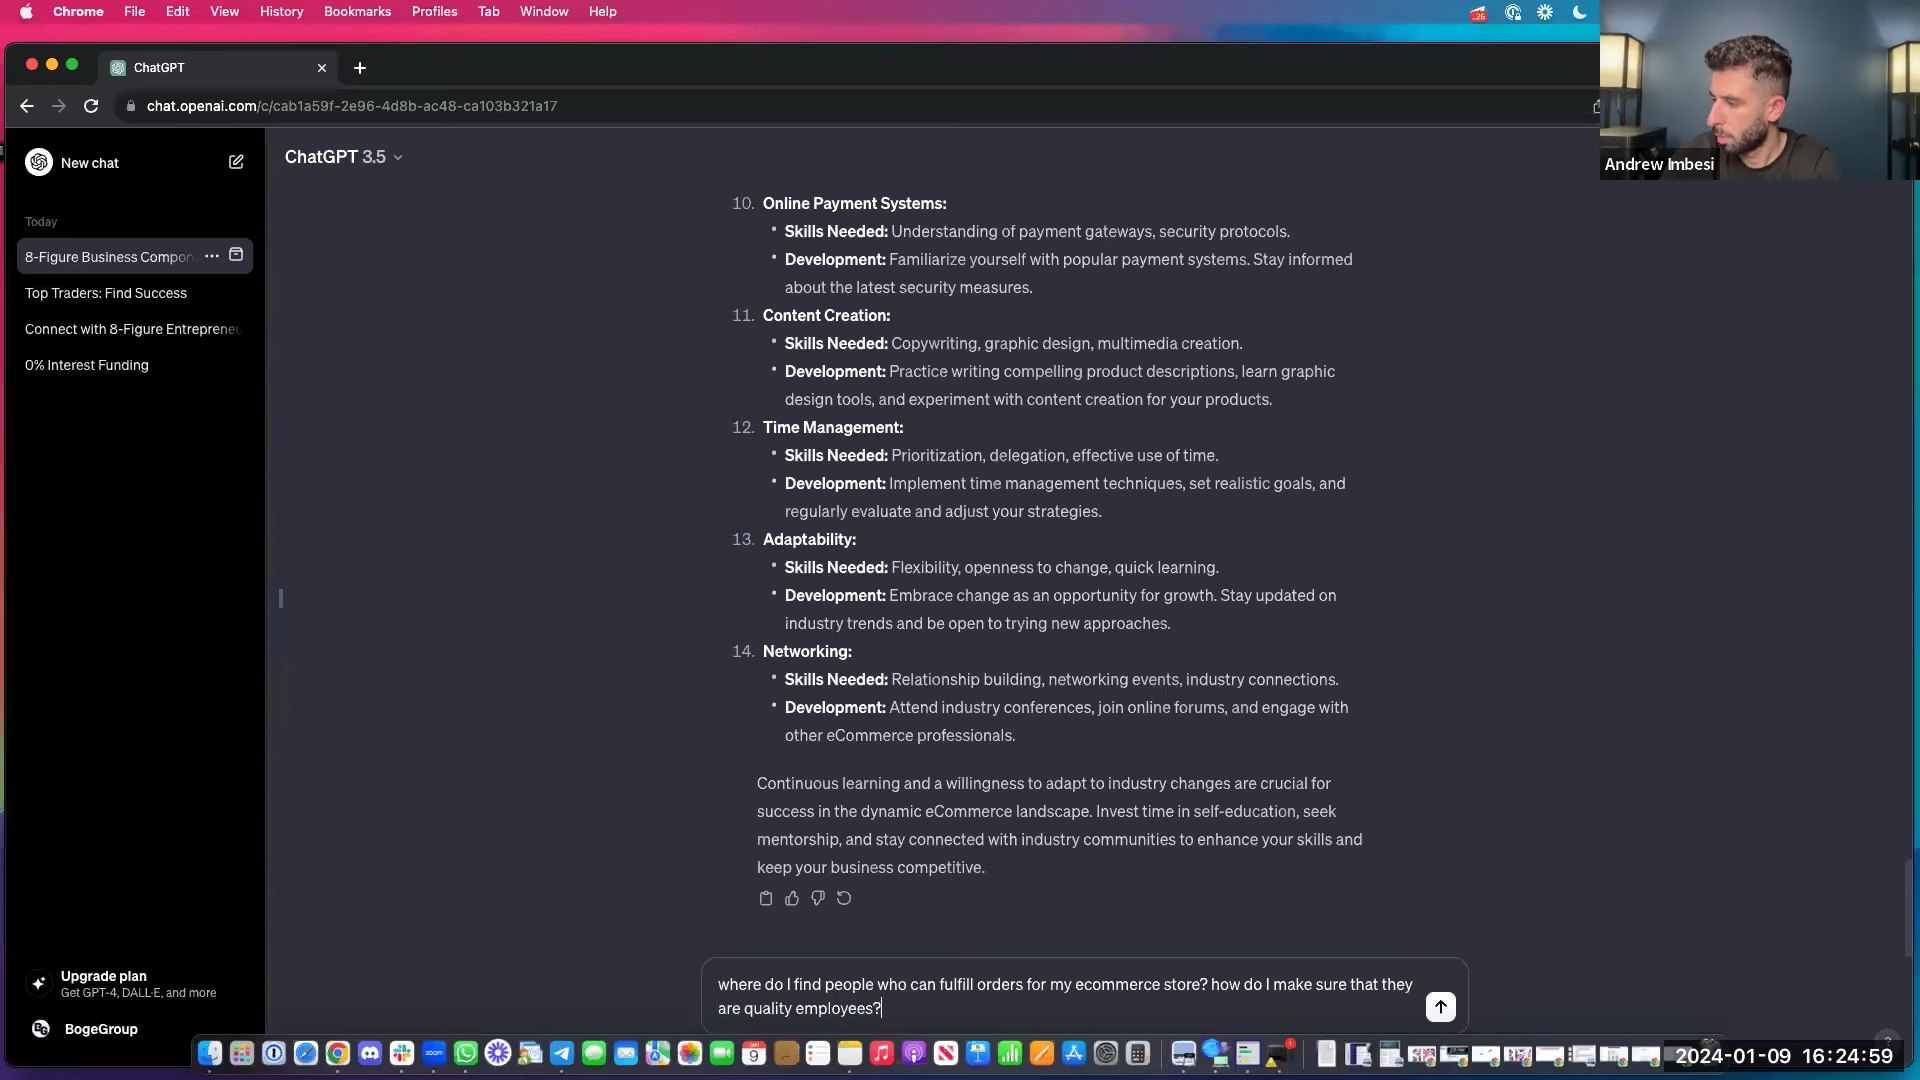 Chrome File Edit View History Bookmarks Profiles Tab Window Help
ChatGPT
chat.openai.com/c/cab1a59f-2e96-4d8b-ac48-ca103b321a17
Andrew Imbesi
New chat
Today
8-Figure Business Compon
Top Traders: Find Success
Connect with 8-Figure Entrepreneu
0% Interest Funding
Upgrade plan
Get GPT-4, DALL·E, and more
BogeGroup
ChatGPT 3.5
10. Online Payment Systems:
• Skills Needed: Understanding of payment gateways, security protocols.
• Development: Familiarize yourself with popular payment systems. Stay informed
about the latest security measures.
11. Content Creation:
• Skills Needed: Copywriting, graphic design, multimedia creation.
• Development: Practice writing compelling product descriptions, learn graphic
design tools, and experiment with content creation for your products.
12. Time Management:
• Skills Needed: Prioritization, delegation, effective use of time.
• Development: Implement time management techniques, set realistic goals, and
regularly evaluate and adjust your strategies.
13. Adaptability:
• Skills Needed: Flexibility, openness to change, quick learning.
• Development: Embrace change as an opportunity for growth. Stay updated on
industry trends and be open to trying new approaches.
14. Networking:
• Skills Needed: Relationship building, networking events, industry connections.
• Development: Attend industry conferences, join online forums, and engage with
other eCommerce professionals.
Continuous learning and a willingness to adapt to industry changes are crucial for
success in the dynamic eCommerce landscape. Invest time in self-education, seek
mentorship, and stay connected with industry communities to enhance your skills and
keep your business competitive.
where do I find people who can fulfill orders for my ecommerce store? how do I make sure that they
are quality employees?
zoom
9
2024-01-09 16:24:59